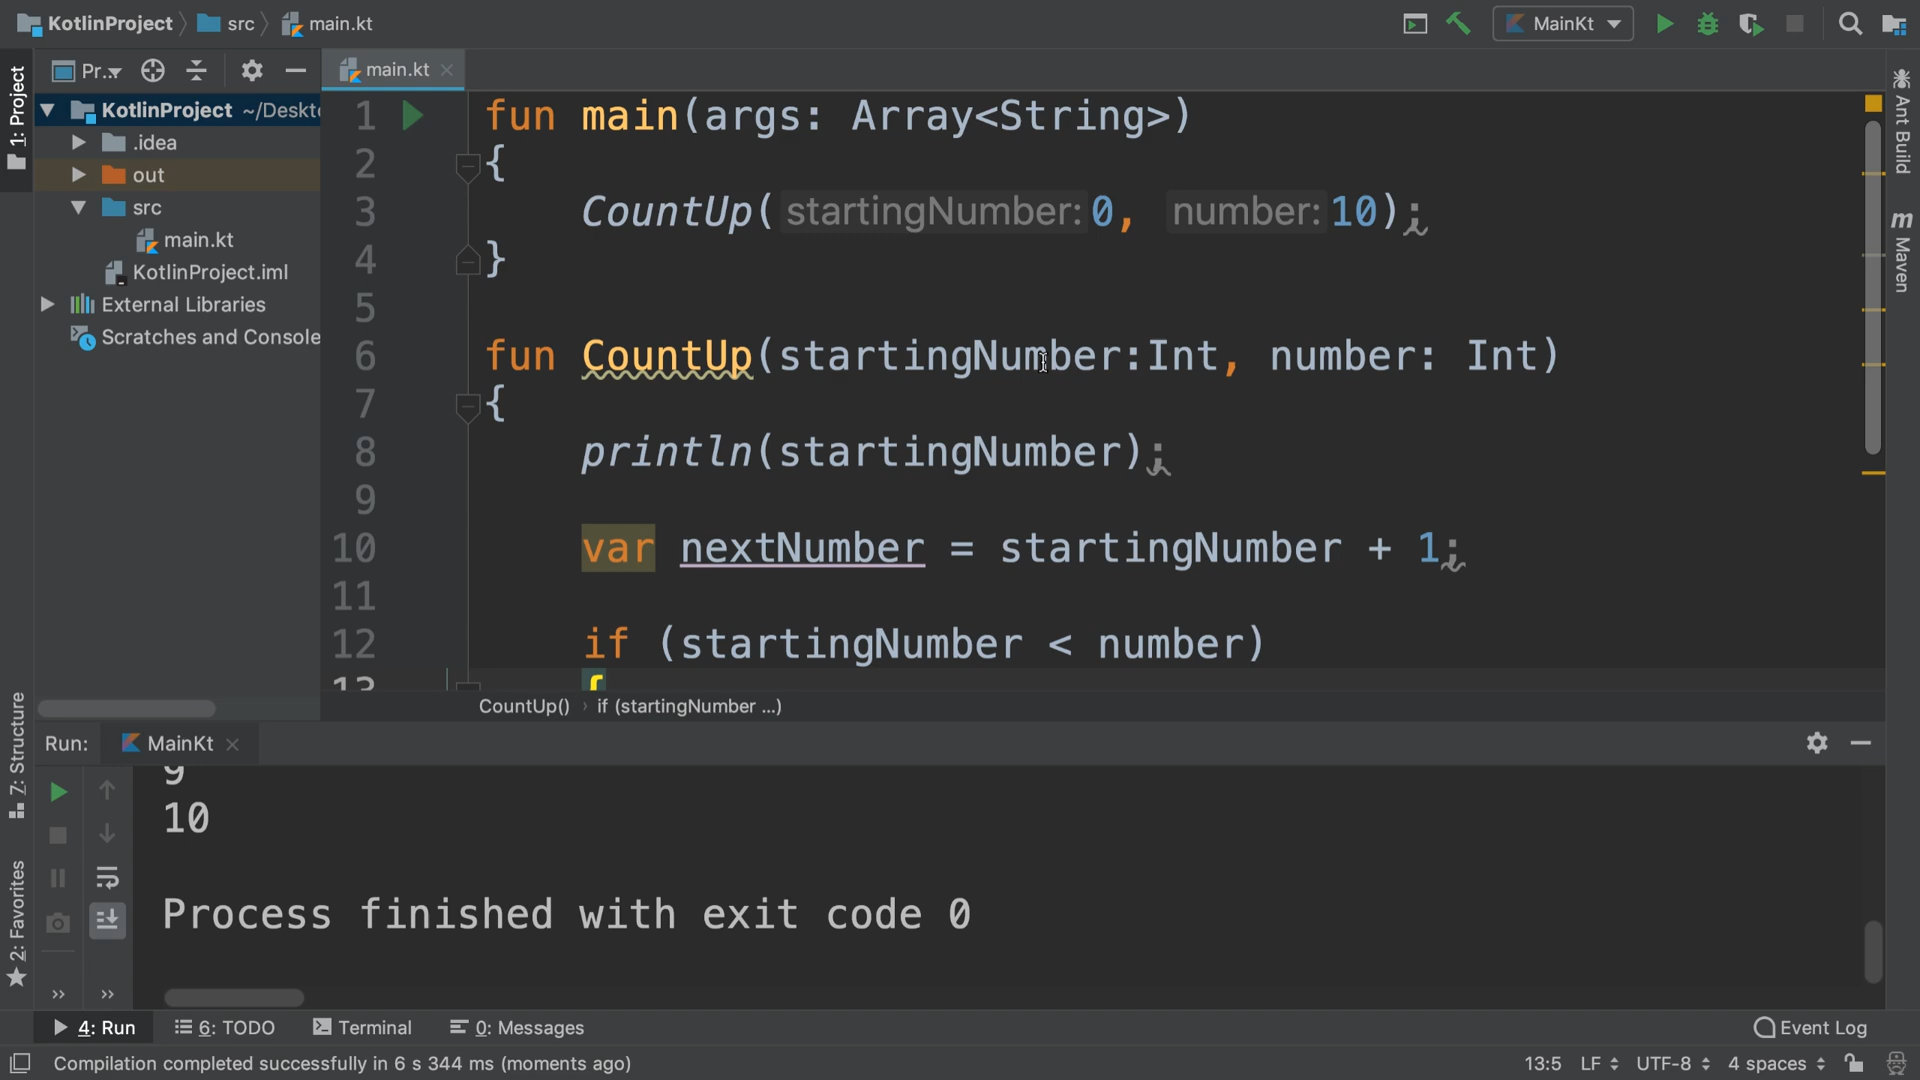 KotlinProject src main.kt MainKt
1: Project
Pr.. main.kt
KotlinProject ~/Deskt
.idea
out
src
main.kt
KotlinProject.iml
External Libraries
Scratches and Console
1 fun main(args: Array<String>)
2 {
3 CountUp( startingNumber: 0, number: 10);
4 }
5
6 fun CountUp(startingNumber:Int, number: Int)
7 {
8 println(startingNumber);
9
10 var nextNumber = startingNumber + 1;
11
12 if (startingNumber < number)
13 {
CountUp() › if (startingNumber ...)
Ant Build
m Maven
Z: Structure
2: Favorites
Run: MainKt
9
10
Process finished with exit code 0
» »
4: Run 6: TODO Terminal 0: Messages Event Log
Compilation completed successfully in 6 s 344 ms (moments ago) 13:5 LF UTF-8 4 spaces